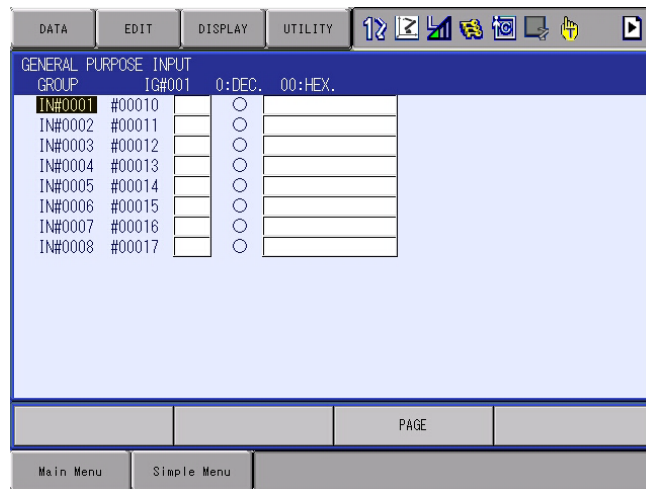 DATA EDIT DISPLAY UTILITY
GENERAL PURPOSE INPUT
GROUP IG#001 0:DEC. 00:HEX.
IN#0001 #00010
IN#0002 #00011
IN#0003 #00012
IN#0004 #00013
IN#0005 #00014
IN#0006 #00015
IN#0007 #00016
IN#0008 #00017
PAGE
Main Menu Simple Menu